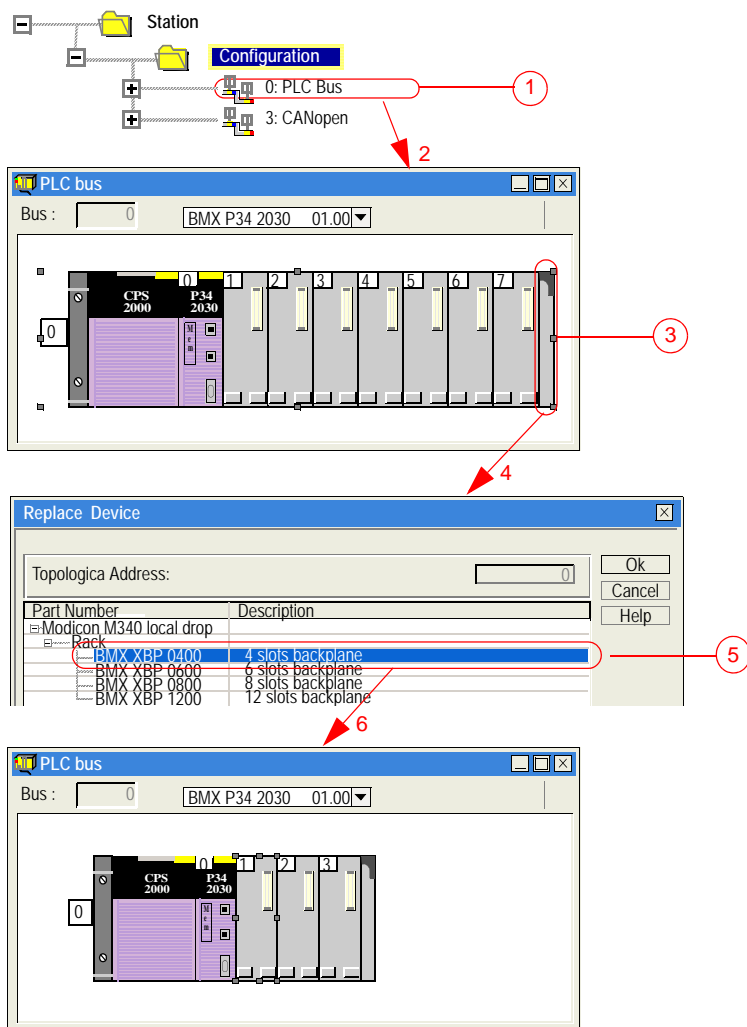 Station
Configuration
0: PLC Bus
1
3: CANopen
2
PLC bus
Bus : 0 BMX P34 2030 01.00
0 1 2 3 4 5 6 7
CPS 2000
P34 2030
Mem
0
0
3
4
Replace Device
Topologica Address: 0
Ok
Cancel
Help
Part Number Description
Modicon M340 local drop
Rack
BMX XBP 0400 4 slots backplane
5
BMX XBP 0600 6 slots backplane
BMX XBP 0800 8 slots backplane
BMX XBP 1200 12 slots backplane
6
PLC bus
Bus : 0 BMX P34 2030 01.00
0 1 2 3
CPS 2000
P34 2030
Mem
0
0